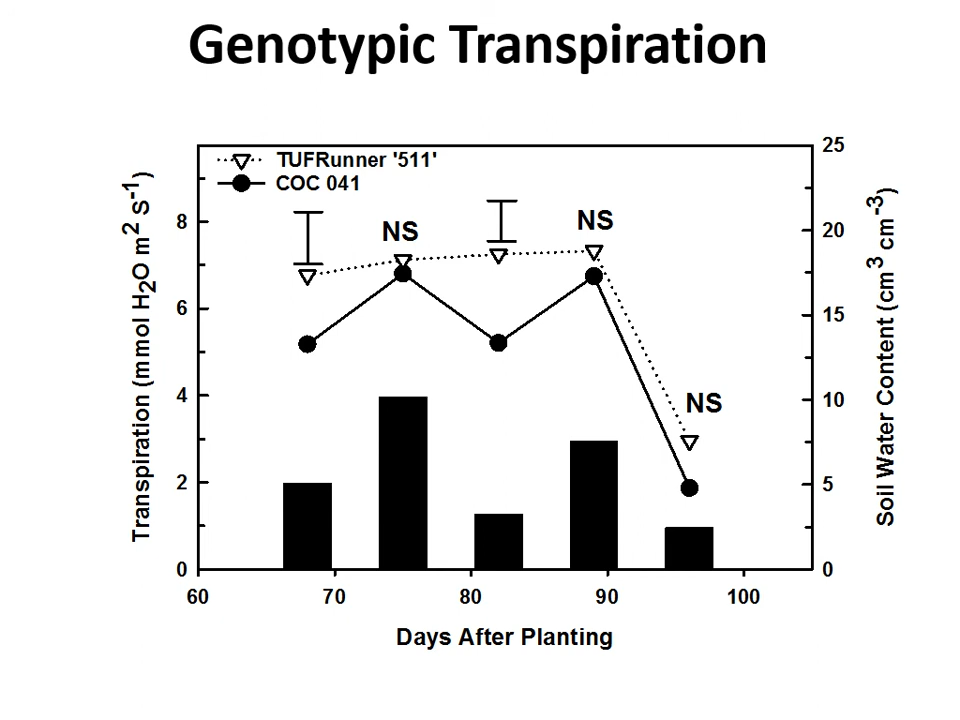 Genotypic Transpiration
TUFRunner '511'
COC 041
NS
NS
NS
Transpiration (mmol H2O m2 S-1)
8
6
4
2
0
25
20
15
10
5
0
Soil Water Content (cm3 cm-3)
60
70
80
90
100
Days After Planting